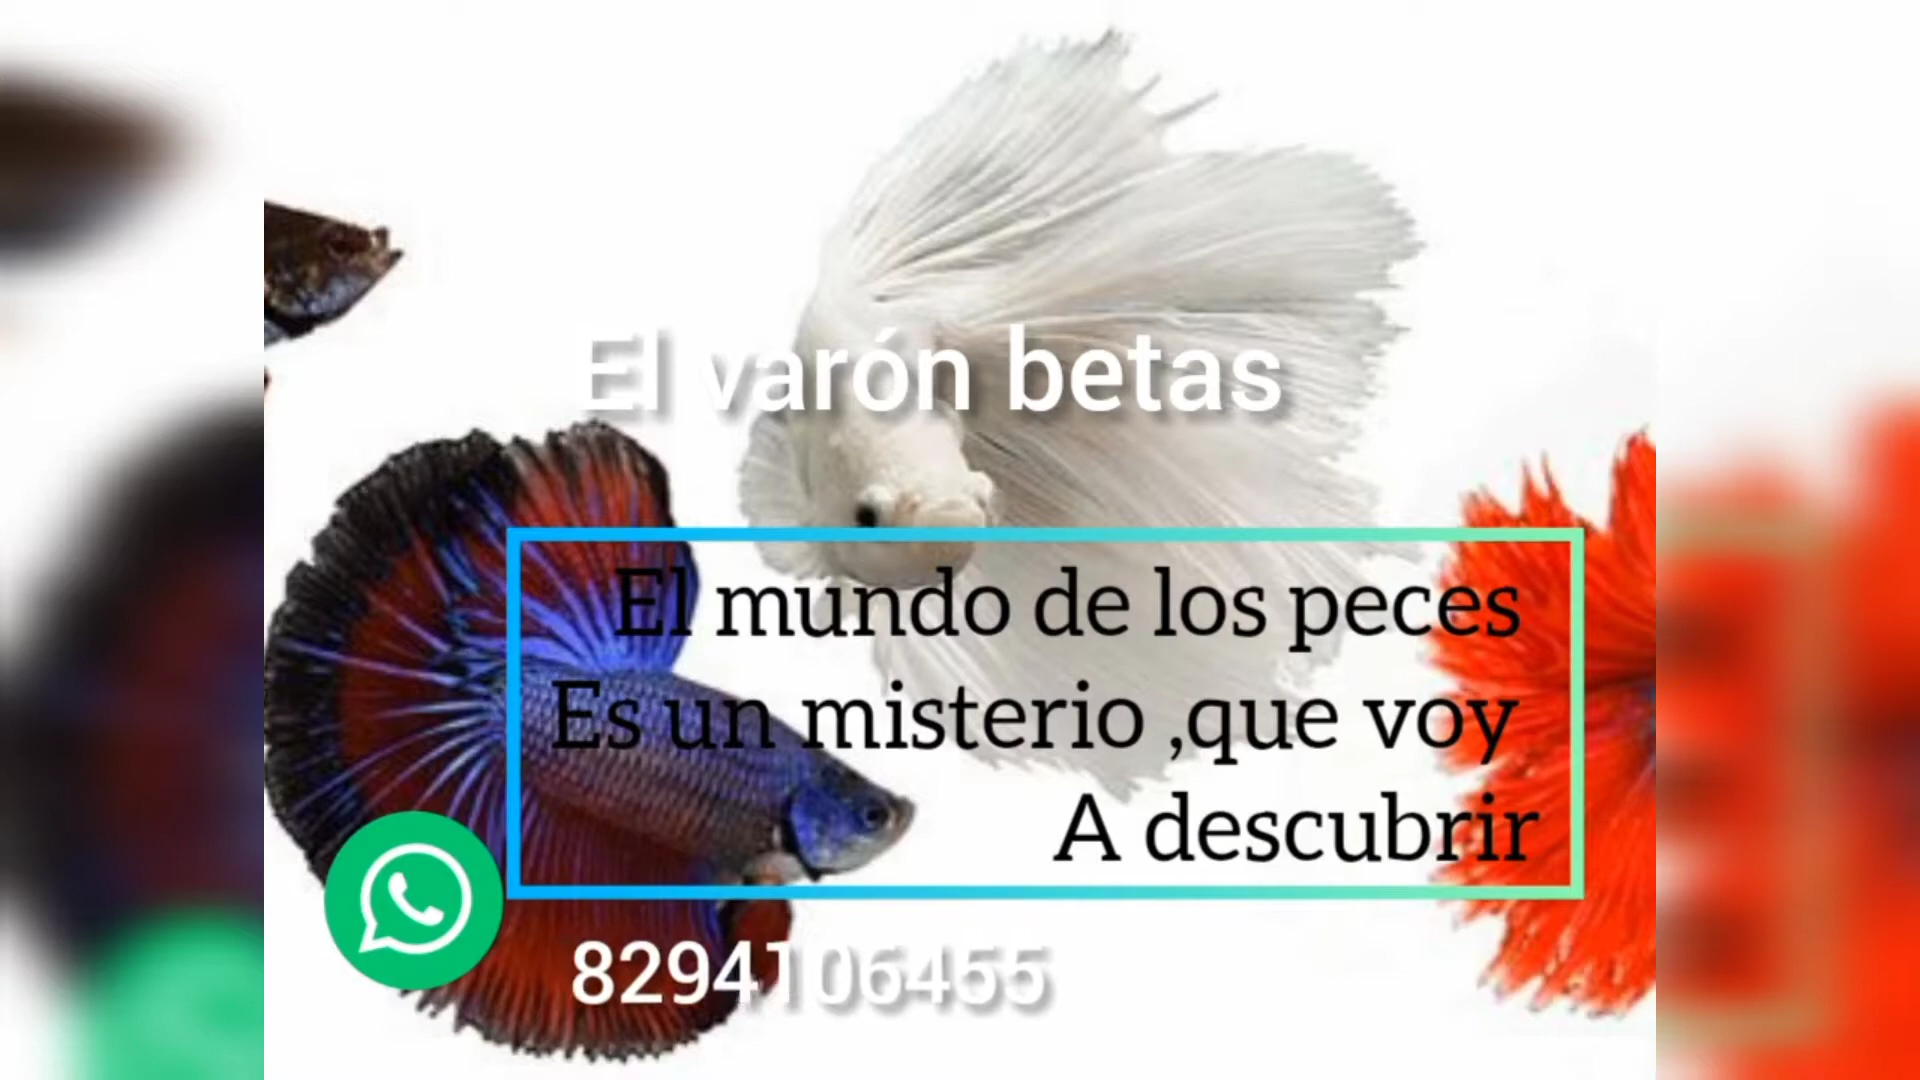 El varón betas
El mundo de los peces
Es un misterio ,que voy
A descubrir
8294106455